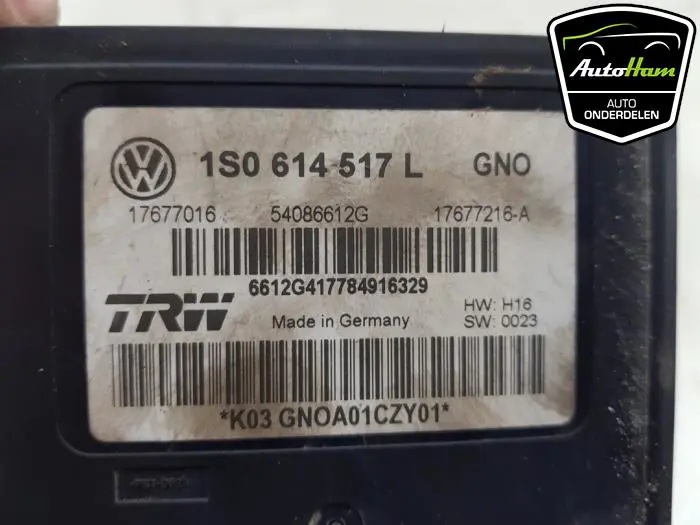 AutoHam
AUTO
ONDERDELEN
VW 1S0 614 517 L GNO
17677016 54086612G 17677216-A
6612G417784916329
TRW Made in Germany
HW: H16
SW: 0023
*K03 GNOA01CZY01*